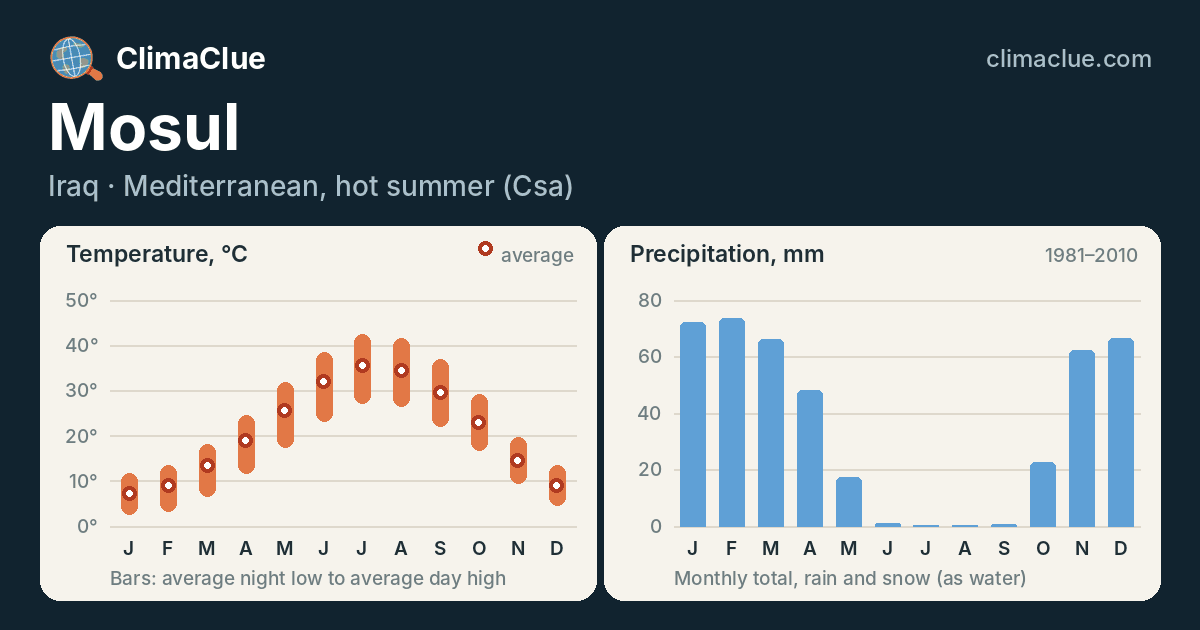 ClimaClue
climaclue.com
Mosul
Iraq · Mediterranean, hot summer (Csa)
Temperature, °C
average
50°
40°
30°
20°
10°
0°
J F M A M J J A S O N D
Bars: average night low to average day high
Precipitation, mm
1981–2010
80
60
40
20
0
J F M A M J J A S O N D
Monthly total, rain and snow (as water)